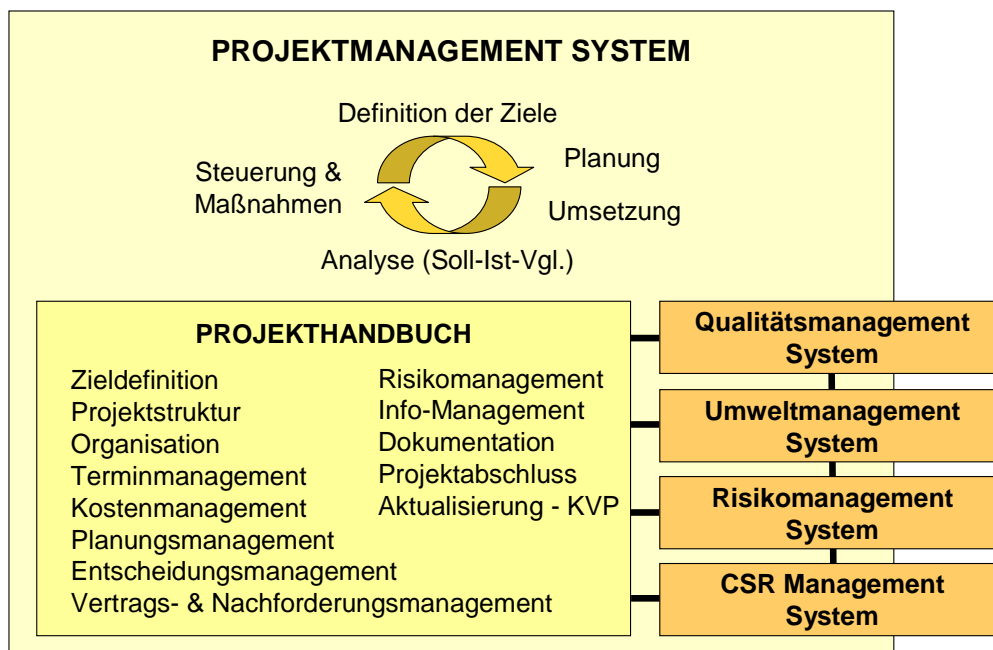 PROJEKTMANAGEMENT SYSTEM
Definition der Ziele
Steuerung &
Maßnahmen
Planung
Umsetzung
Analyse (Soll-Ist-Vgl.)
PROJEKTHANDBUCH
Zieldefinition
Projektstruktur
Organisation
Terminmanagement
Kostenmanagement
Planungsmanagement
Entscheidungsmanagement
Vertrags- & Nachforderungsmanagement
Risikomanagement
Info-Management
Dokumentation
Projektabschluss
Aktualisierung - KVP
Qualitätsmanagement
System
Umweltmanagement
System
Risikomanagement
System
CSR Management
System